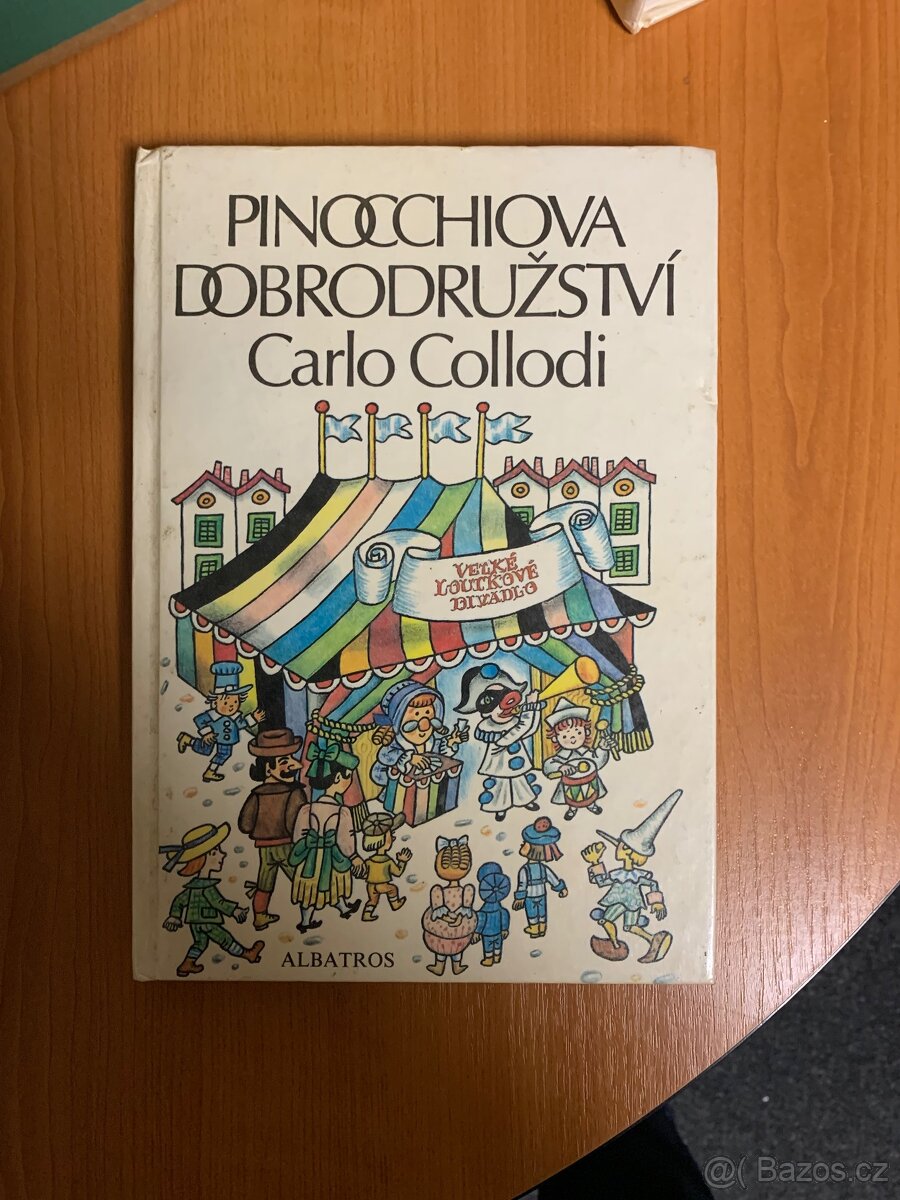 PINOCCHIOVA
DOBRODRUŽSTVÍ
Carlo Collodi
VELKÉ
LOUTKOVÉ
DIVADLO
ALBATROS
@( Bazos.cz